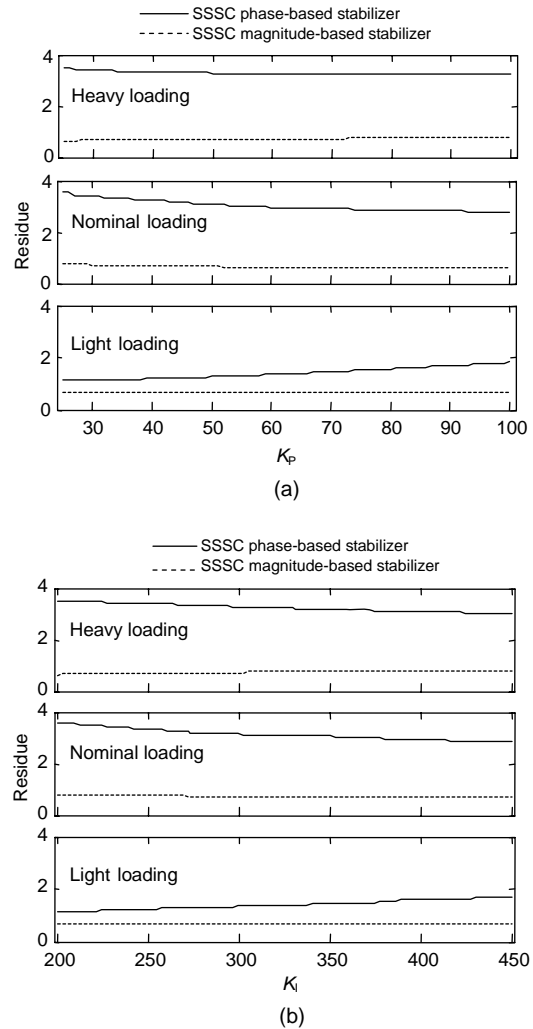 SSSC phase-based stabilizer
SSSC magnitude-based stabilizer
4
Heavy loading
2
0
4
Nominal loading
2
0
Residue
4
Light loading
2
0
30 40 50 60 70 80 90 100
KP
(a)
SSSC phase-based stabilizer
SSSC magnitude-based stabilizer
4
Heavy loading
2
0
4
Nominal loading
2
0
Residue
4
Light loading
2
0
200 250 300 350 400 450
KI
(b)